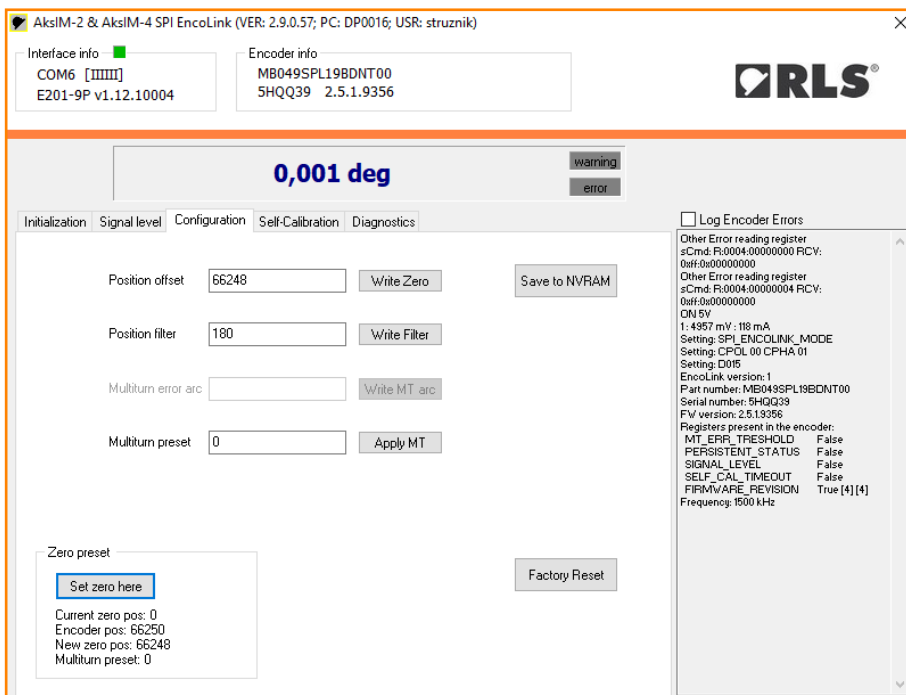 AksIM-2 & AksIM-4 SPI EncoLink (VER: 2.9.0.57; PC: DP0016; USR: struznik)
Interface info
COM6 [IIIIII]
E201-9P v1.12.10004
Encoder info
MB049SPL19BDNT00
5HQQ39 2.5.1.9356
RLS®
0,001 deg
warning
error
Initialization Signal level Configuration Self-Calibration Diagnostics
Position offset 66248 Write Zero Save to NVRAM
Position filter 180 Write Filter
Multiturn error arc Write MT arc
Multiturn preset 0 Apply MT
Zero preset
Set zero here
Factory Reset
Current zero pos: 0
Encoder pos: 66250
New zero pos: 66248
Multiturn preset: 0
Log Encoder Errors
Other Error reading register
sCmd: R:0004:00000000 RCV:
0xff:0x00000000
Other Error reading register
sCmd: R:0004:00000004 RCV:
0xff:0x00000000
ON 5V
1: 4957 mV : 118 mA
Setting: SPI_ENCOLINK_MODE
Setting: CPOL 00 CPHA 01
Setting: D015
EncoLink version: 1
Part number: MB049SPL19BDNT00
Serial number: 5HQQ39
FW version: 2.5.1.9356
Registers present in the encoder:
MT_ERR_TRESHOLD False
PERSISTENT_STATUS False
SIGNAL_LEVEL False
SELF_CAL_TIMEOUT False
FIRMWARE_REVISION True [4] [4]
Frequency: 1500 kHz